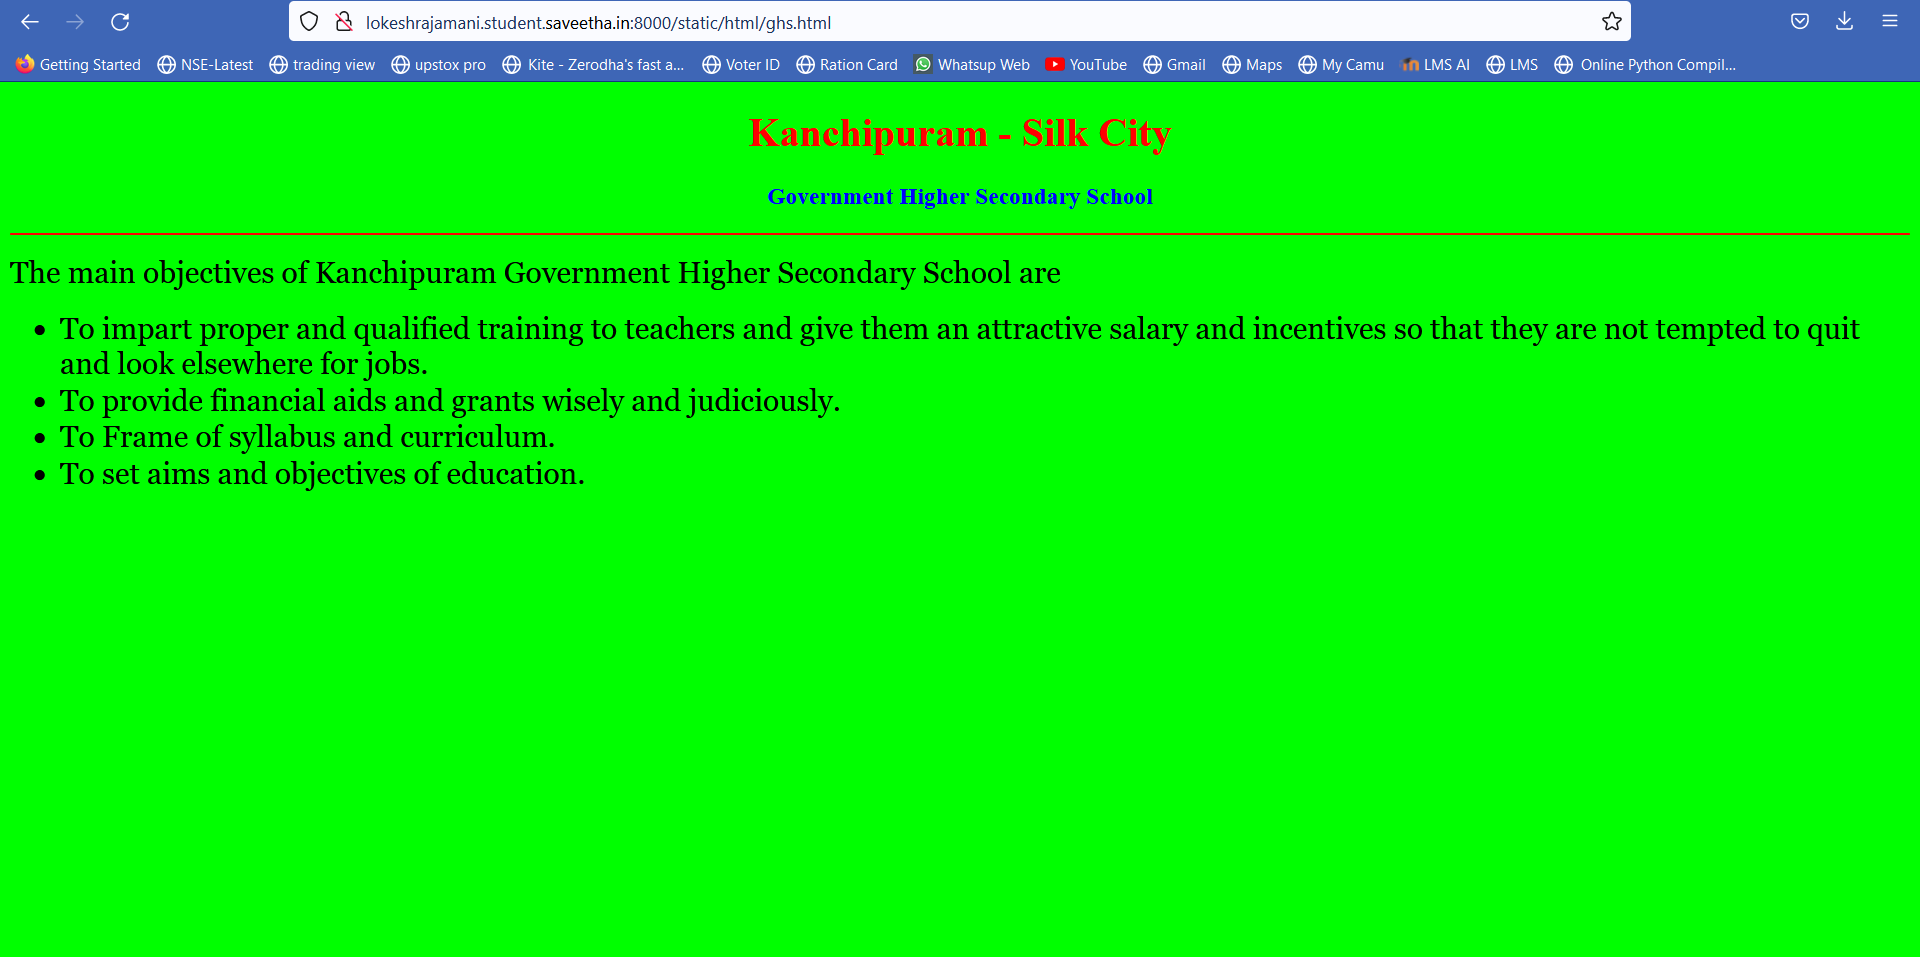 lokeshrajamani.student.saveetha.in:8000/static/html/ghs.html
Getting Started NSE-Latest trading view upstox pro Kite - Zerodha's fast a... Voter ID Ration Card Whatsup Web YouTube Gmail Maps My Camu LMS AI LMS Online Python Compil...
Kanchipuram - Silk City
Government Higher Secondary School
The main objectives of Kanchipuram Government Higher Secondary School are
• To impart proper and qualified training to teachers and give them an attractive salary and incentives so that they are not tempted to quit
and look elsewhere for jobs.
• To provide financial aids and grants wisely and judiciously.
• To Frame of syllabus and curriculum.
• To set aims and objectives of education.